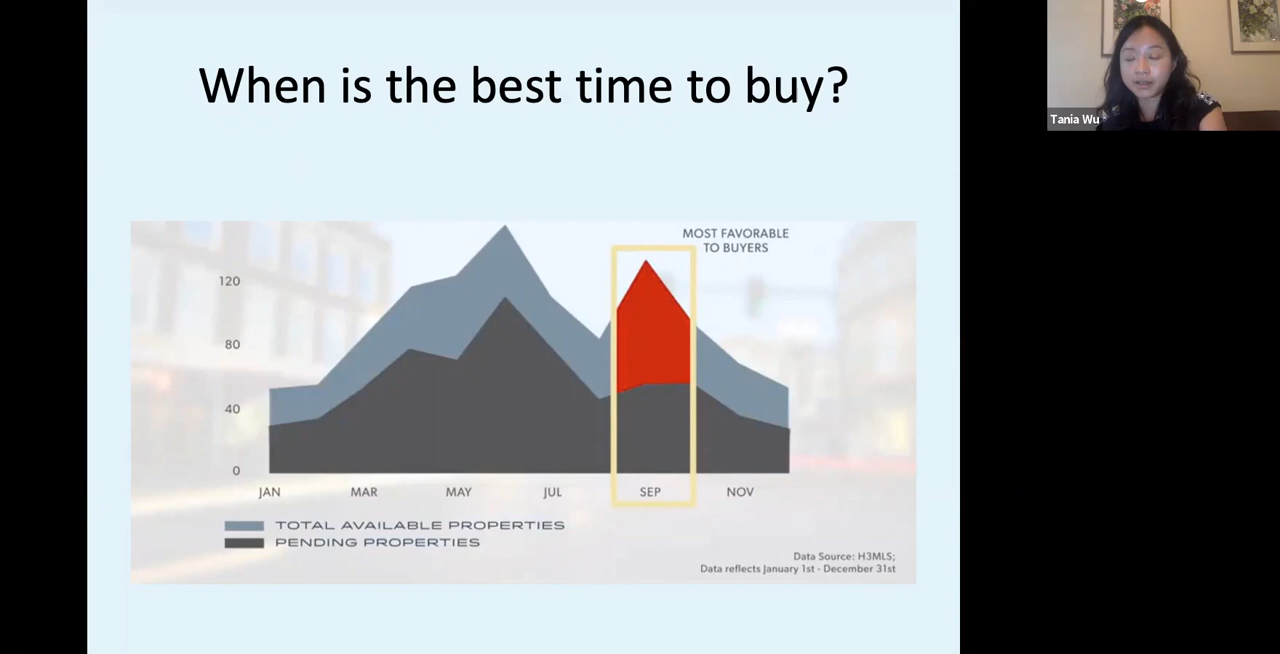 When is the best time to buy?
Tania Wu
MOST FAVORABLE
TO BUYERS
120
80
40
0
JAN
MAR
MAY
JUL
SEP
NOV
TOTAL AVAILABLE PROPERTIES
PENDING PROPERTIES
Data Source: H3MLS;
Data reflects January 1st - December 31st